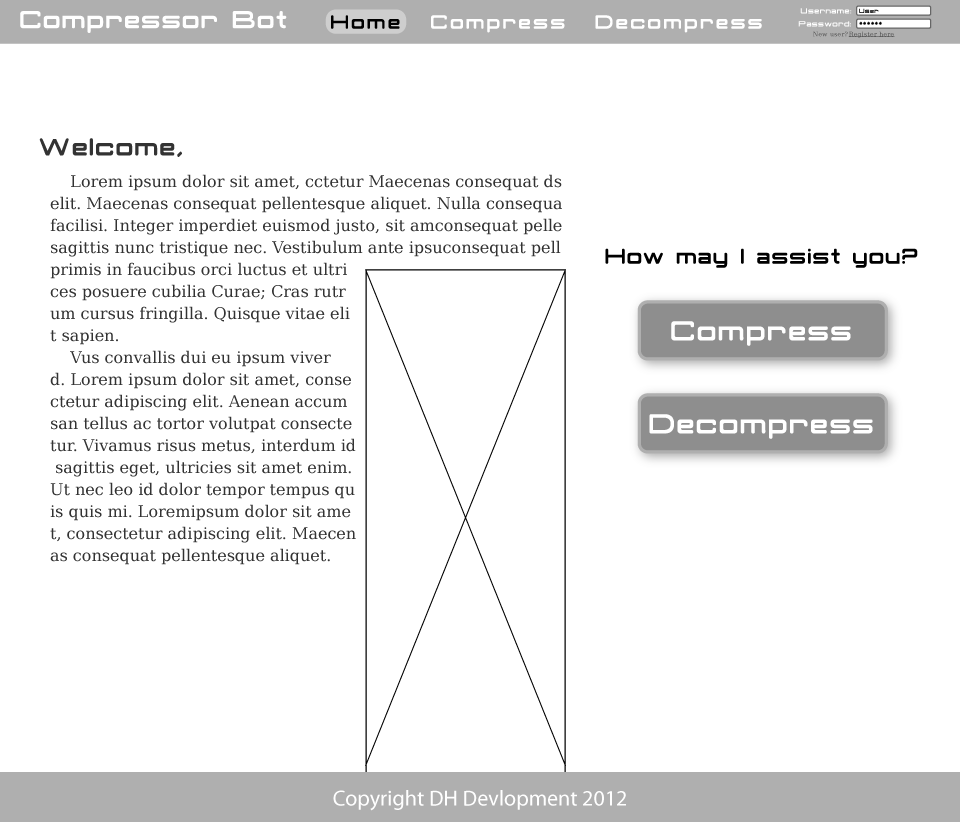 Compressor Bot
Home
Compress
Decompress
Username: User
Password: ••••••
New user? Register here
Welcome,
Lorem ipsum dolor sit amet, cctetur Maecenas consequat ds
elit. Maecenas consequat pellentesque aliquet. Nulla consequa
facilisi. Integer imperdiet euismod justo, sit amconsequat pelle
sagittis nunc tristique nec. Vestibulum ante ipsuconsequat pell
primis in faucibus orci luctus et ultri
ces posuere cubilia Curae; Cras rutr
um cursus fringilla. Quisque vitae eli
t sapien.
Vus convallis dui eu ipsum viver
d. Lorem ipsum dolor sit amet, conse
ctetur adipiscing elit. Aenean accum
san tellus ac tortor volutpat consecte
tur. Vivamus risus metus, interdum id
sagittis eget, ultricies sit amet enim.
Ut nec leo id dolor tempor tempus qu
is quis mi. Loremipsum dolor sit ame
t, consectetur adipiscing elit. Maecen
as consequat pellentesque aliquet.
How may I assist you?
Compress
Decompress
Copyright DH Devlopment 2012